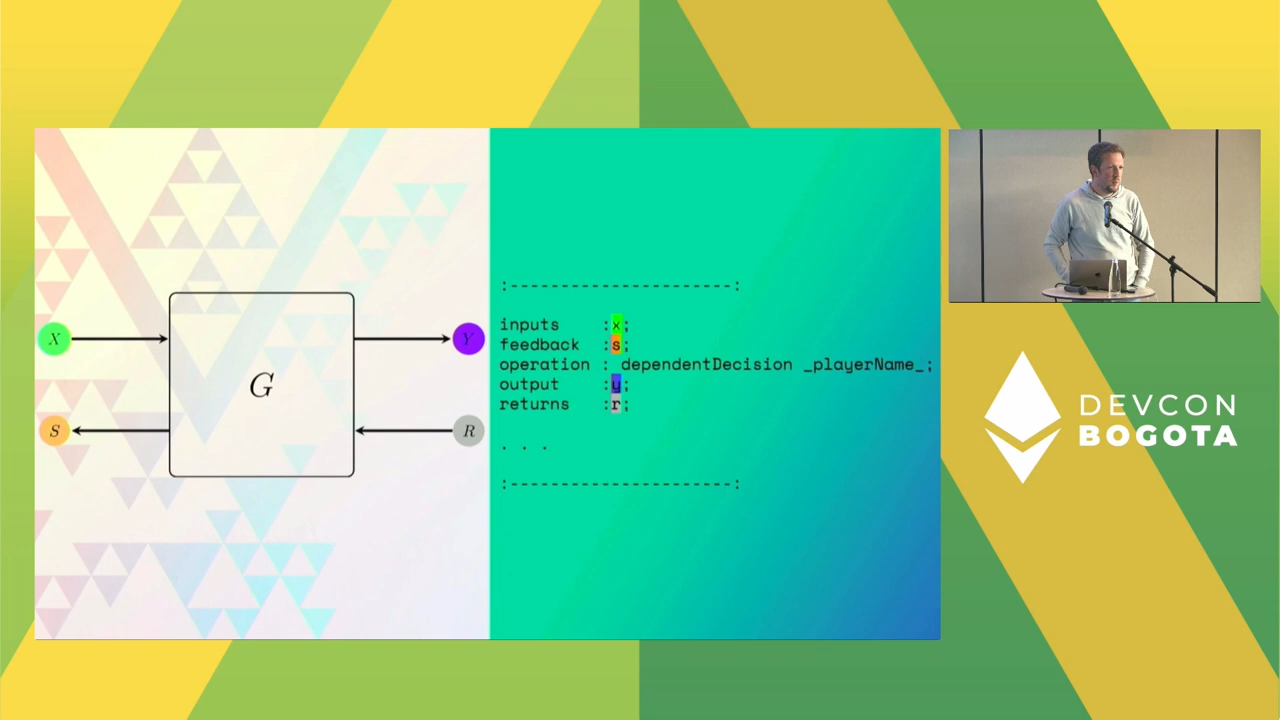 X
G
Y
S
R
:----------------------:
inputs    :x;
feedback  :s;
operation : dependentDecision _playerName_;
output    :y;
returns   :r;
. . .
:----------------------:
DEVCON
BOGOTA